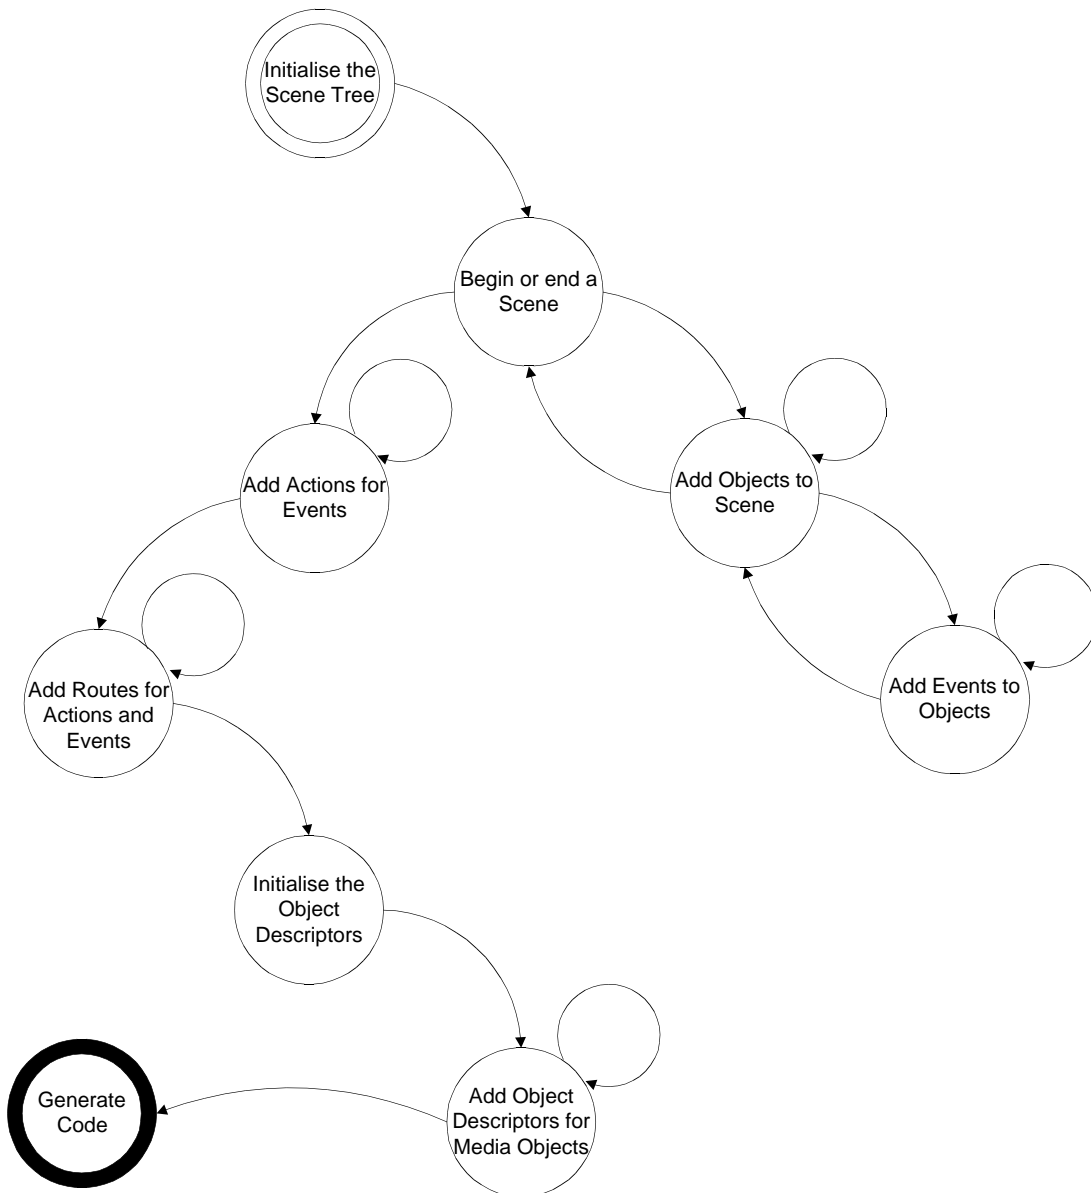 Initialise the
Scene Tree
Begin or end a
Scene
Add Actions for
Events
Add Objects to
Scene
Add Routes for
Actions and
Events
Add Events to
Objects
Initialise the
Object
Descriptors
Generate
Code
Add Object
Descriptors for
Media Objects